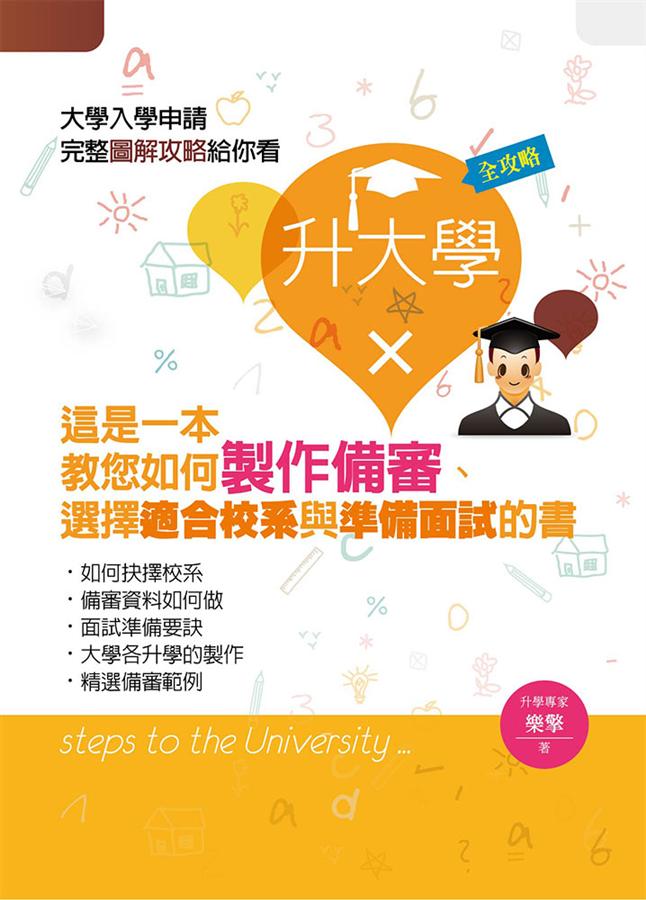 大學入學申請
完整圖解攻略給你看
全攻略
升大學
×
這是一本
教您如何製作備審、
選擇適合校系與準備面試的書
・如何抉擇校系
・備審資料如何做
・面試準備要訣
・大學各升學的製作
・精選備審範例
升學專家
樂擎
著
steps to the University ...